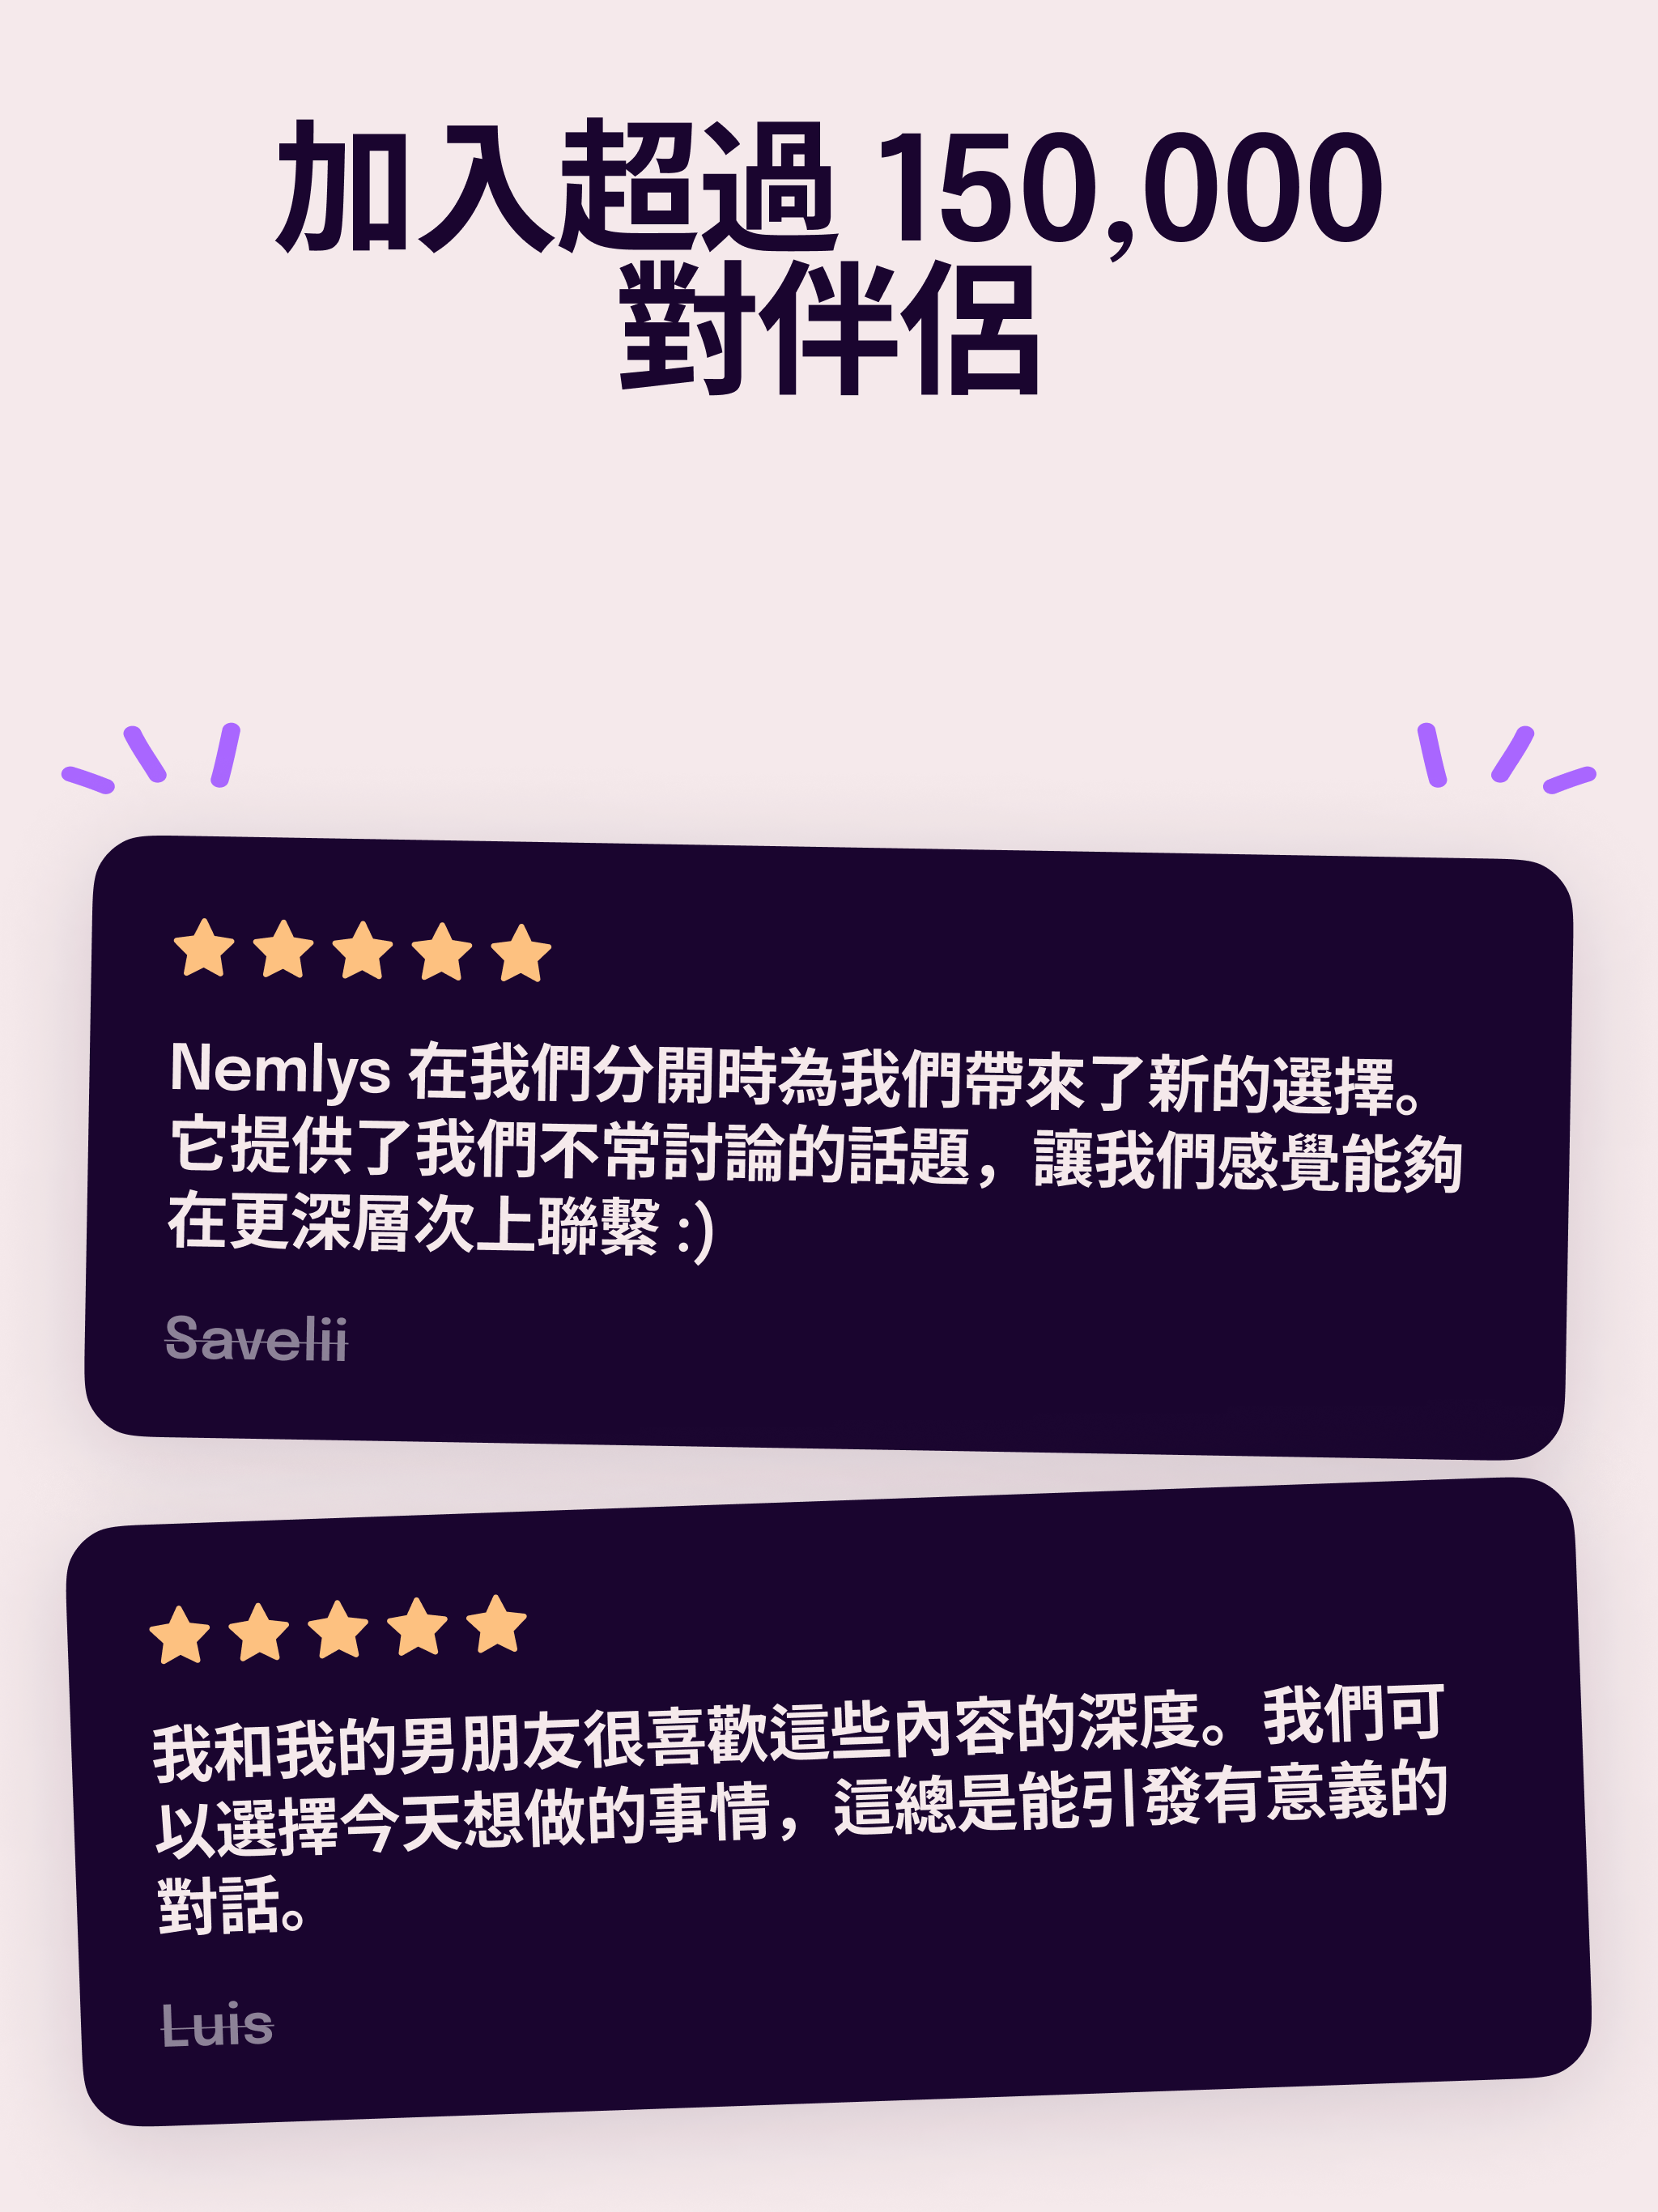 加入超過 150,000
對伴侶
Nemlys 在我們分開時為我們帶來了新的選擇。
它提供了我們不常討論的話題，讓我們感覺能夠
在更深層次上聯繫 :)
Savelii
我和我的男朋友很喜歡這些內容的深度。我們可
以選擇今天想做的事情，這總是能引發有意義的
對話。
Luis